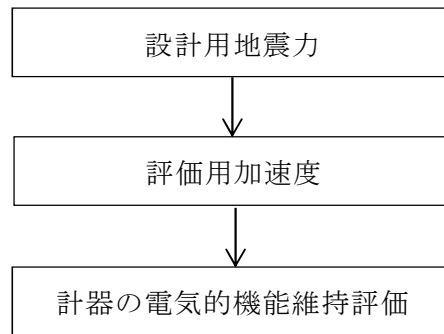 設計用地震力
評価用加速度
計器の電気的機能維持評価